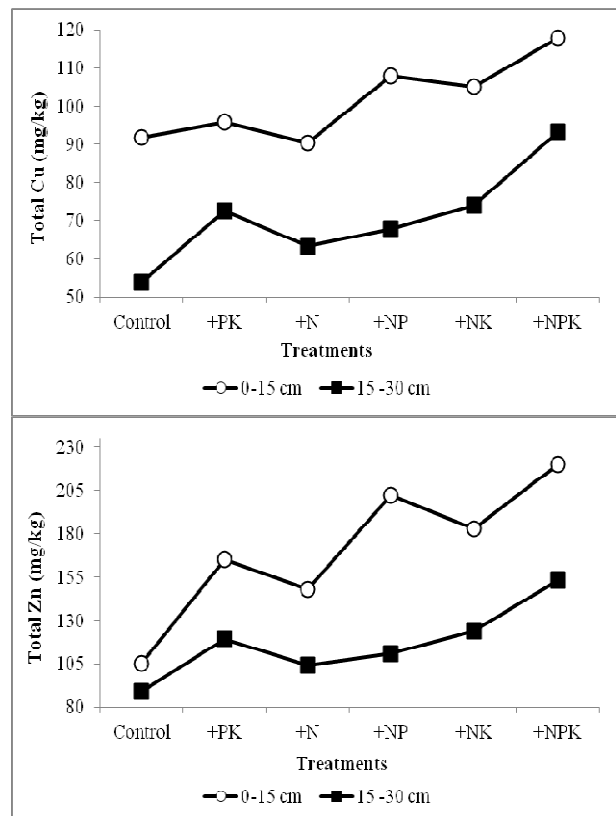 Total Cu (mg/kg)
120
110
100
90
80
70
60
50
Control +PK +N +NP +NK +NPK
Treatments
0-15 cm 15-30 cm
Total Zn (mg/kg)
230
205
180
155
130
105
80
Control +PK +N +NP +NK +NPK
Treatments
0-15 cm 15-30 cm